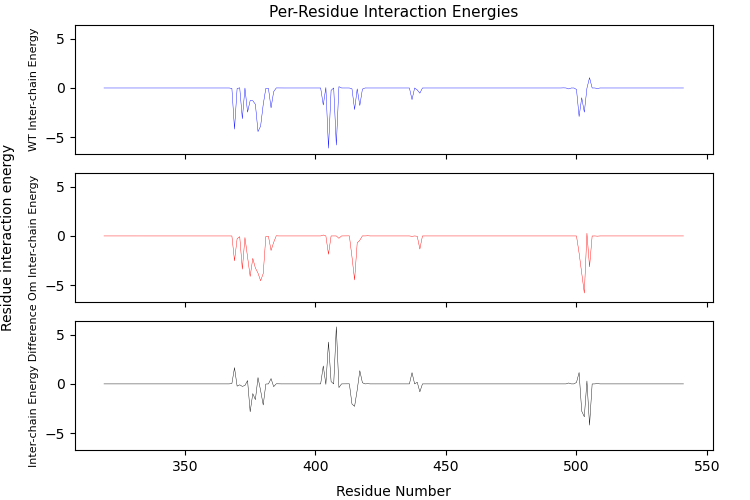 Per-Residue Interaction Energies
Residue interaction energy
WT Inter-chain Energy
5
0
−5
Om Inter-chain Energy
5
0
−5
Inter-chain Energy Difference
5
0
−5
350
400
450
500
550
Residue Number